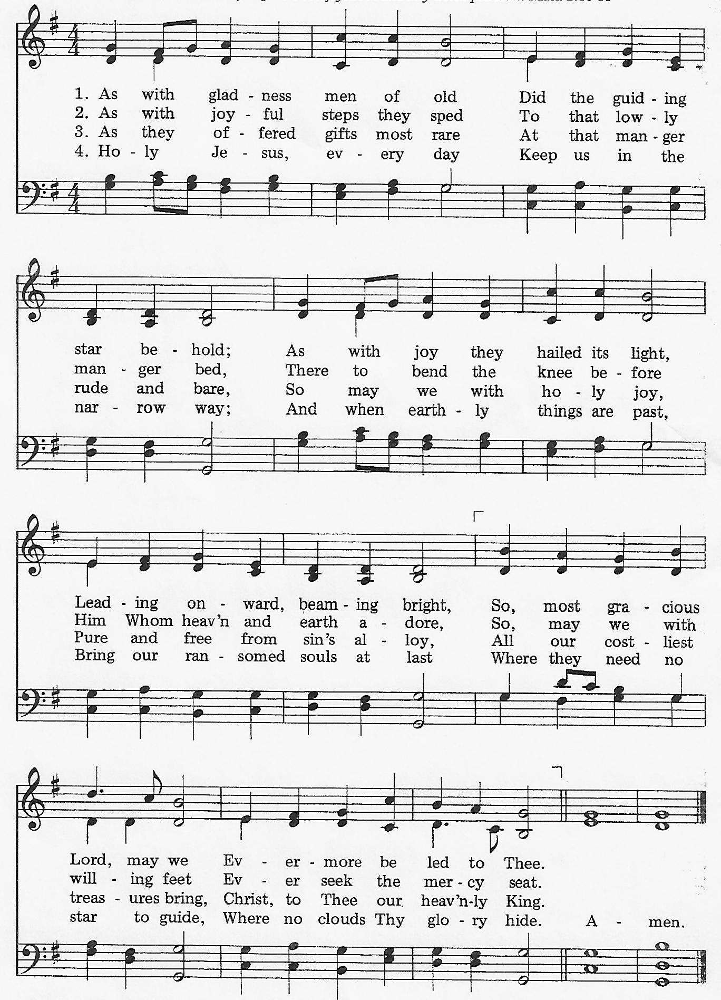 1. As with glad - ness men of old Did the guid - ing
2. As with joy - ful steps they sped To that low - ly
3. As they of - fered gifts most rare At that man - ger
4. Ho - ly Je - sus, ev - ery day Keep us in the
star be - hold; As with joy they hailed its light,
man - ger bed, There to bend the knee be - fore
rude and bare, So may we with ho - ly joy,
nar - row way; And when earth - ly things are past,
Lead - ing on - ward, beam - ing bright, So, most gra - cious
Him Whom heav'n and earth a - dore, So, may we with
Pure and free from sin's al - loy, All our cost - liest
Bring our ran - somed souls at last Where they need no
Lord, may we Ev - er - more be led to Thee.
will - ing feet Ev - er seek the mer - cy seat.
treas - ures bring, Christ, to Thee our heav'n-ly King.
star to guide, Where no clouds Thy glo - ry hide. A - men.